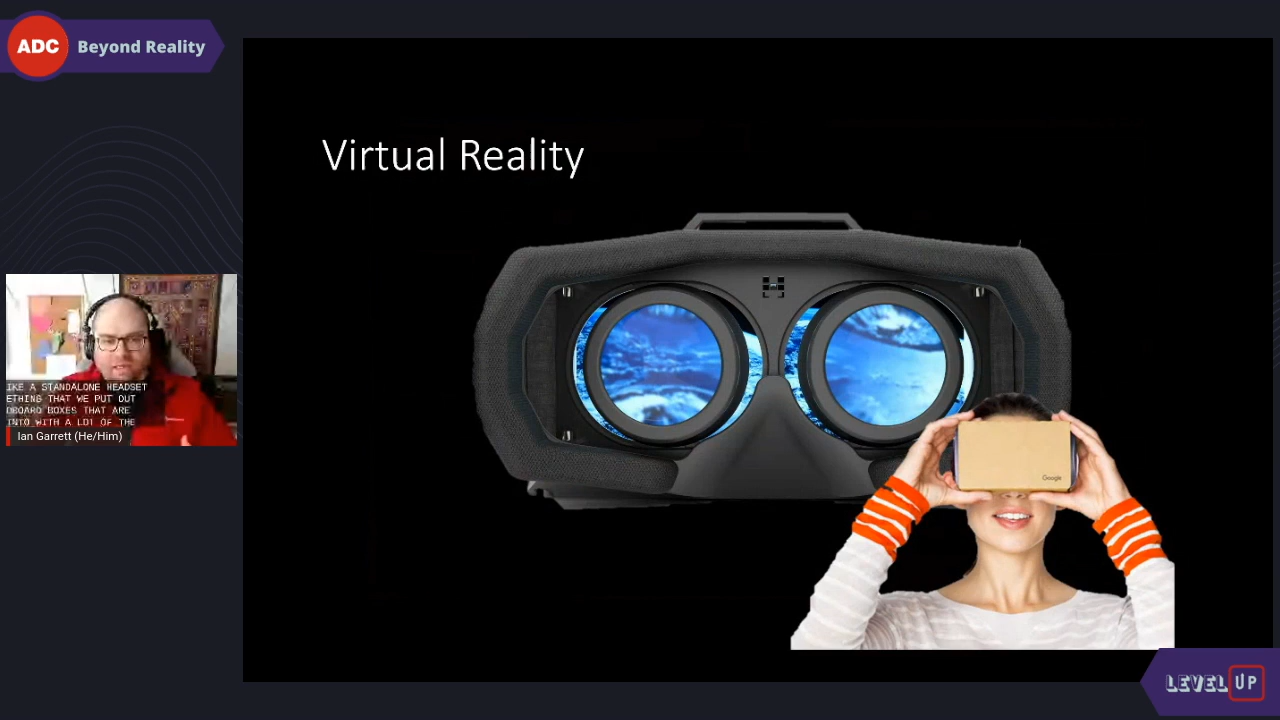 ADC
Beyond Reality
Virtual Reality
IKE A STANDALONE HEADSET
ETHING THAT WE PUT OUT
DBOARD BOXES THAT ARE
INTO WITH A LOT OF THE
Ian Garrett (He/Him)
Google
LEVEL UP